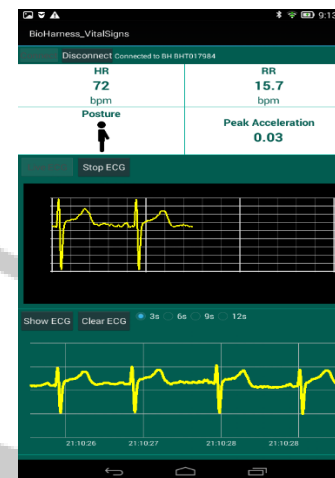 9:13
BioHarness_VitalSigns
Disconnect Connected to BH BHT017984
HR
72
bpm
RR
15.7
bpm
Posture
Peak Acceleration
0.03
Stop ECG
Show ECG Clear ECG 3s 6s 9s 12s
21:10:26 21:10:27 21:10:28 21:10:28